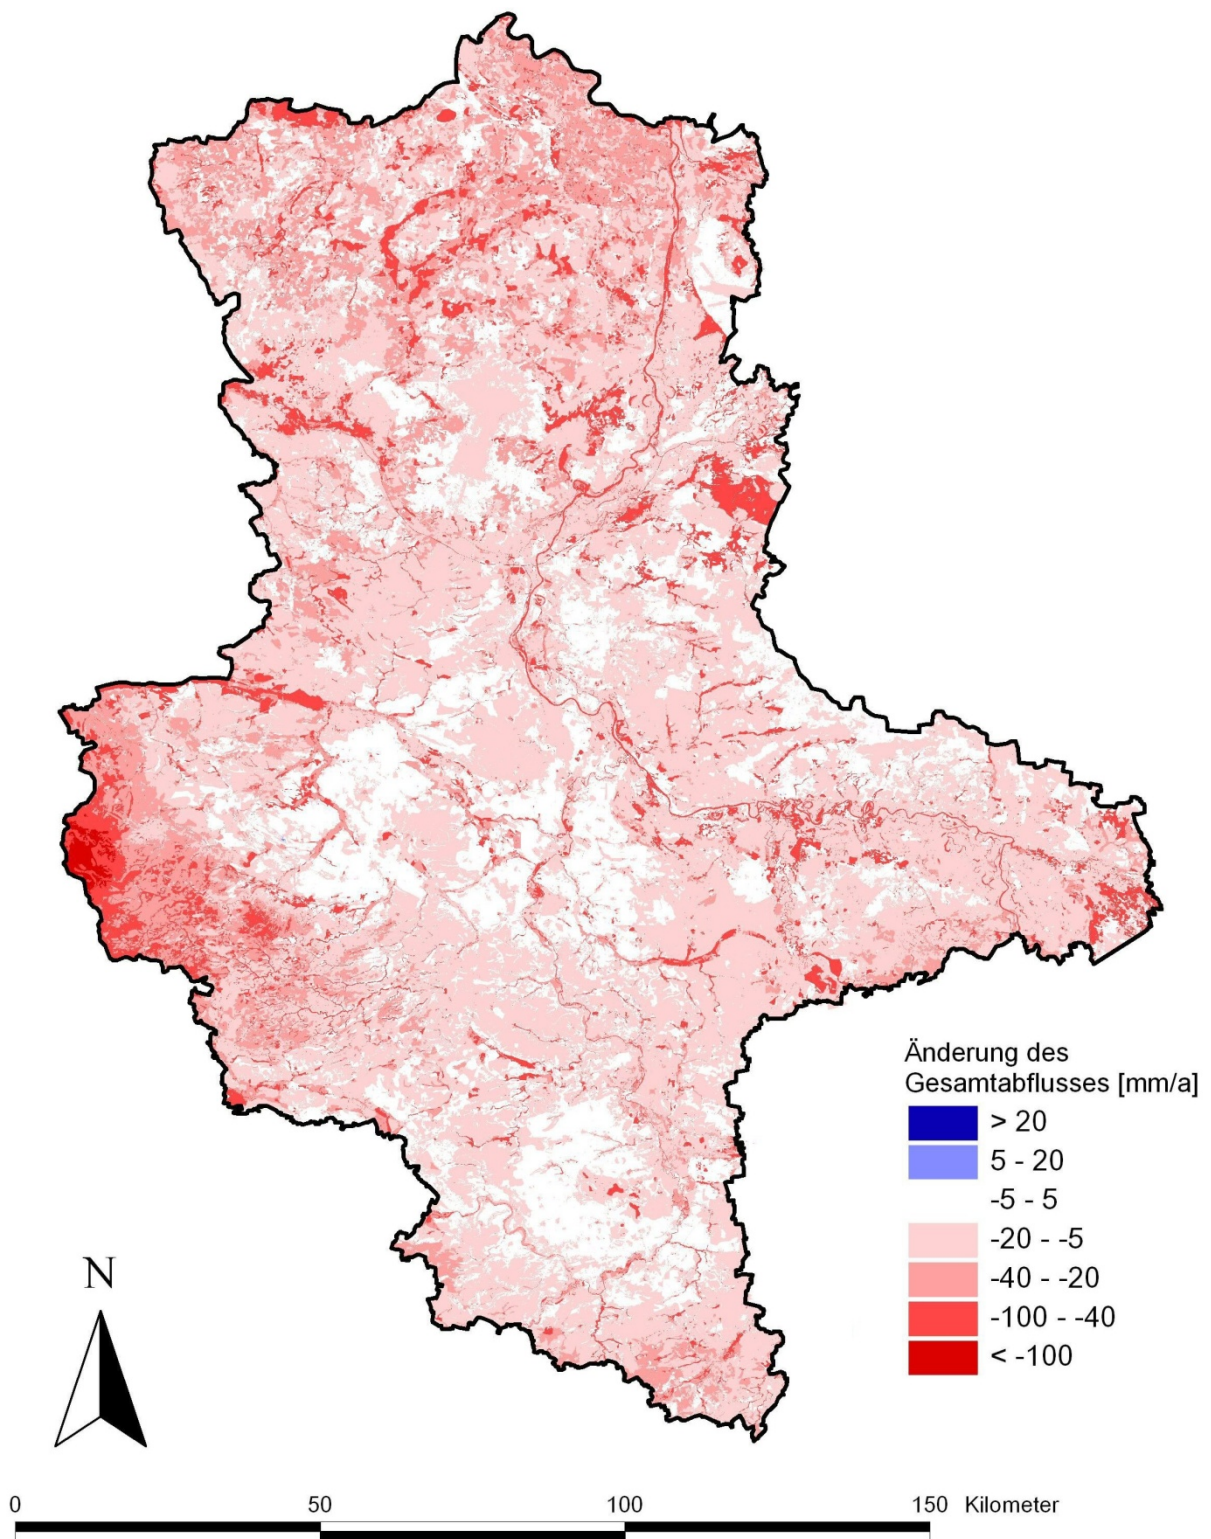 Änderung des
Gesamtabflusses [mm/a]
> 20
5 - 20
-5 - 5
-20 - -5
-40 - -20
-100 - -40
< -100
N
0 50 100 150 Kilometer